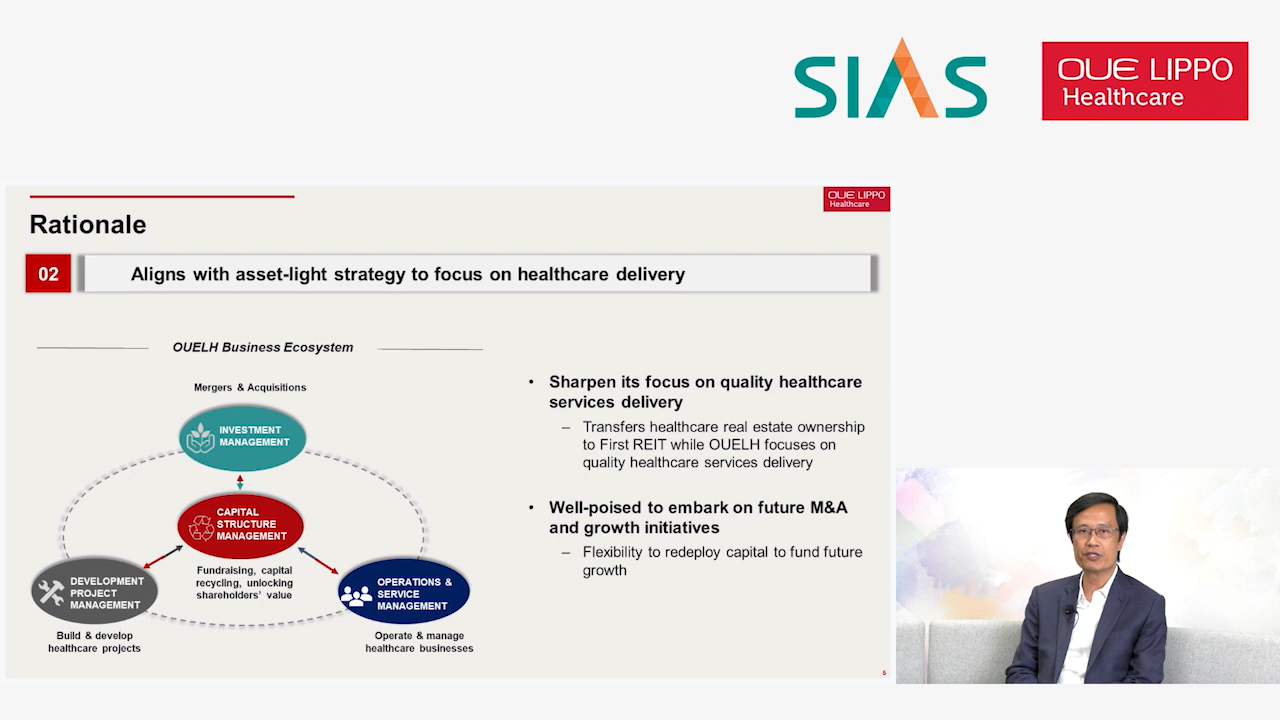 SIAS
OUE LIPPO
Healthcare
OUE LIPPO
Healthcare
Rationale
02
Aligns with asset-light strategy to focus on healthcare delivery
OUELH Business Ecosystem
Mergers & Acquisitions
INVESTMENT
MANAGEMENT
CAPITAL
STRUCTURE
MANAGEMENT
Fundraising, capital
recycling, unlocking
shareholders' value
DEVELOPMENT
PROJECT
MANAGEMENT
Build & develop
healthcare projects
OPERATIONS &
SERVICE
MANAGEMENT
Operate & manage
healthcare businesses
• Sharpen its focus on quality healthcare
services delivery
– Transfers healthcare real estate ownership
to First REIT while OUELH focuses on
quality healthcare services delivery
• Well-poised to embark on future M&A
and growth initiatives
– Flexibility to redeploy capital to fund future
growth
5